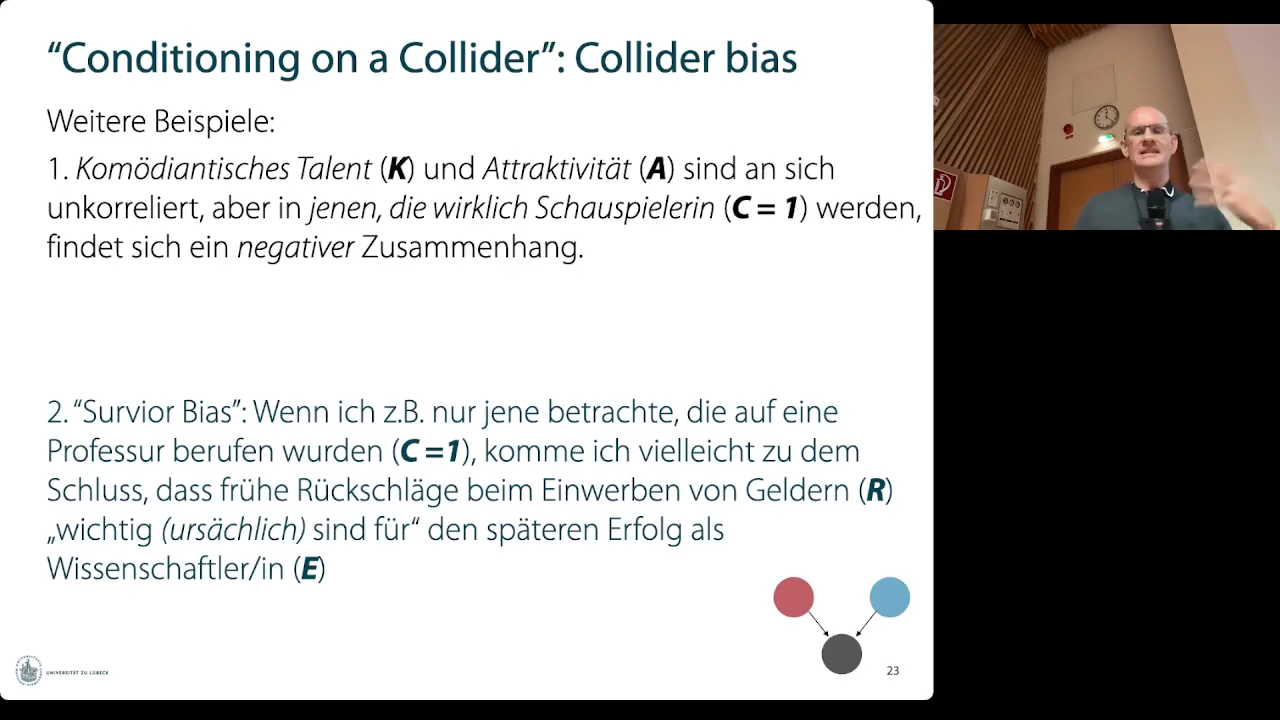 “Conditioning on a Collider”: Collider bias
Weitere Beispiele:
1. Komödiantisches Talent (K) und Attraktivität (A) sind an sich
unkorreliert, aber in jenen, die wirklich Schauspielerin (C = 1) werden,
findet sich ein negativer Zusammenhang.
2. “Survior Bias”: Wenn ich z.B. nur jene betrachte, die auf eine
Professur berufen wurden (C =1), komme ich vielleicht zu dem
Schluss, dass frühe Rückschläge beim Einwerben von Geldern (R)
„wichtig (ursächlich) sind für“ den späteren Erfolg als
Wissenschaftler/in (E)
UNIVERSITÄT ZU LÜBECK
23